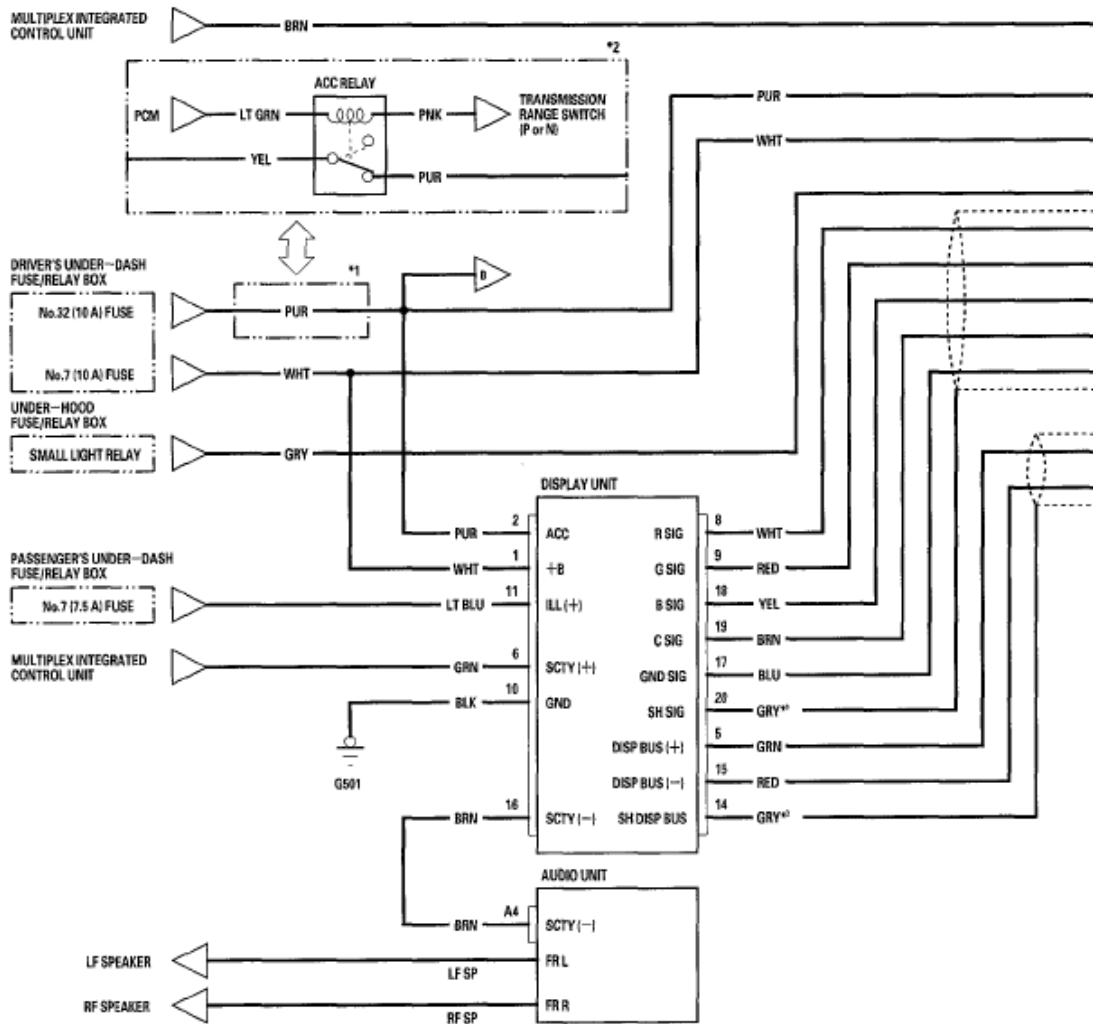 MULTIPLEX INTEGRATED
CONTROL UNIT
BRN
*2
ACC RELAY
PCM
LT GRN
PNK
TRANSMISSION
RANGE SWITCH
(P or N)
YEL
PUR
PUR
WHT
DRIVER'S UNDER-DASH
FUSE/RELAY BOX
*1
B
No.32 (10 A) FUSE
PUR
No.7 (10 A) FUSE
WHT
UNDER-HOOD
FUSE/RELAY BOX
SMALL LIGHT RELAY
GRY
DISPLAY UNIT
PUR
2
ACC
R SIG
8
WHT
PASSENGER'S UNDER-DASH
FUSE/RELAY BOX
WHT
1
+B
G SIG
9
RED
No.7 (7.5 A) FUSE
LT BLU
11
ILL (+)
B SIG
18
YEL
C SIG
19
BRN
MULTIPLEX INTEGRATED
CONTROL UNIT
GRN
6
SCTY (+)
GND SIG
17
BLU
BLK
10
GND
SH SIG
20
GRY*3
DISP BUS (+)
5
GRN
G501
DISP BUS (-)
15
RED
BRN
16
SCTY (-)
SH DISP BUS
14
GRY*3
AUDIO UNIT
BRN
A4
SCTY (-)
LF SPEAKER
LF SP
FR L
RF SPEAKER
RF SP
FR R